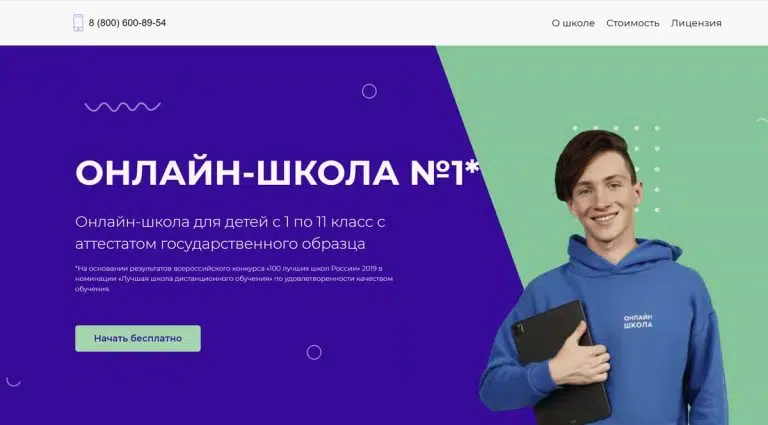 8 (800) 600-89-54
О школе Стоимость Лицензия
ОНЛАЙН-ШКОЛА №1*
Онлайн-школа для детей с 1 по 11 класс с
аттестатом государственного образца
*На основании результатов всероссийского конкурса «100 лучших школ России» 2019 в
номинации «Лучшая школа дистанционного обучения» по удовлетворенности качеством
обучения.
Начать бесплатно
ОНЛАЙН
ШКОЛА